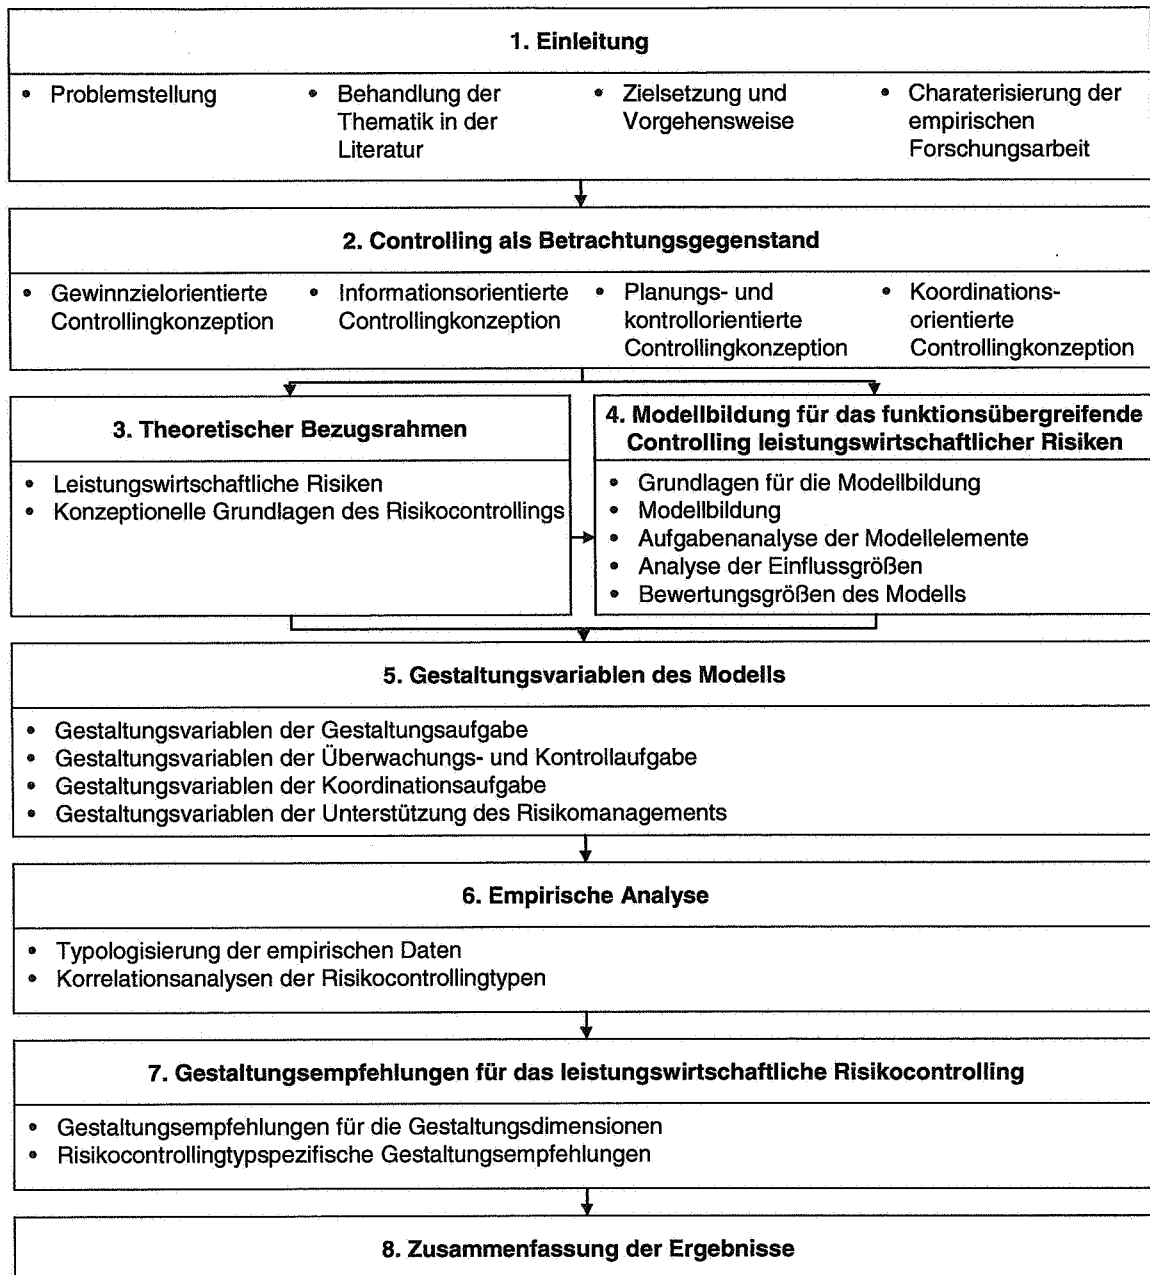 1. Einleitung
• Problemstellung
• Behandlung der
Thematik in der
Literatur
• Zielsetzung und
Vorgehensweise
• Charaterisierung der
empirischen
Forschungsarbeit
2. Controlling als Betrachtungsgegenstand
• Gewinnzielorientierte
Controllingkonzeption
• Informationsorientierte
Controllingkonzeption
• Planungs- und
kontrollorientierte
Controllingkonzeption
• Koordinations-
orientierte
Controllingkonzeption
3. Theoretischer Bezugsrahmen
• Leistungswirtschaftliche Risiken
• Konzeptionelle Grundlagen des Risikocontrollings
4. Modellbildung für das funktionsübergreifende
Controlling leistungswirtschaftlicher Risiken
• Grundlagen für die Modellbildung
• Modellbildung
• Aufgabenanalyse der Modellelemente
• Analyse der Einflussgrößen
• Bewertungsgrößen des Modells
5. Gestaltungsvariablen des Modells
• Gestaltungsvariablen der Gestaltungsaufgabe
• Gestaltungsvariablen der Überwachungs- und Kontrollaufgabe
• Gestaltungsvariablen der Koordinationsaufgabe
• Gestaltungsvariablen der Unterstützung des Risikomanagements
6. Empirische Analyse
• Typologisierung der empirischen Daten
• Korrelationsanalysen der Risikocontrollingtypen
7. Gestaltungsempfehlungen für das leistungswirtschaftliche Risikocontrolling
• Gestaltungsempfehlungen für die Gestaltungsdimensionen
• Risikocontrollingtypspezifische Gestaltungsempfehlungen
8. Zusammenfassung der Ergebnisse